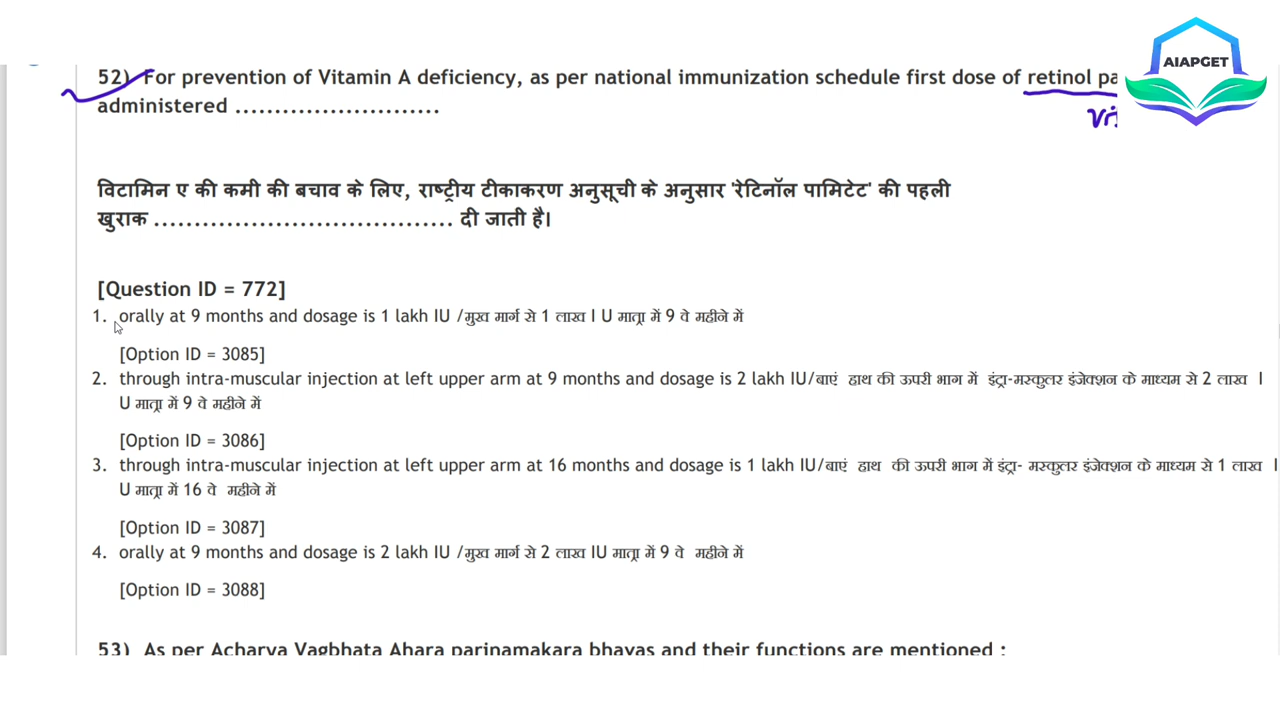 AIAPGET
52) For prevention of Vitamin A deficiency, as per national immunization schedule first dose of retinol pa
administered ..........................
विटामिन ए की कमी की बचाव के लिए, राष्ट्रीय टीकाकरण अनुसूची के अनुसार 'रेटिनॉल पामिटेट' की पहली
खुराक ..................................... दी जाती है।
[Question ID = 772]
1. orally at 9 months and dosage is 1 lakh IU /मुख मार्ग से 1 लाख I U मात्रा में 9 वे महीने में
[Option ID = 3085]
2. through intra-muscular injection at left upper arm at 9 months and dosage is 2 lakh IU/बाएं हाथ की ऊपरी भाग में इंट्रा-मस्कुलर इंजेक्शन के माध्यम से 2 लाख I
U मात्रा में 9 वे महीने में
[Option ID = 3086]
3. through intra-muscular injection at left upper arm at 16 months and dosage is 1 lakh IU/बाएं हाथ की ऊपरी भाग में इंट्रा- मस्कुलर इंजेक्शन के माध्यम से 1 लाख I
U मात्रा में 16 वे महीने में
[Option ID = 3087]
4. orally at 9 months and dosage is 2 lakh IU /मुख मार्ग से 2 लाख IU मात्रा में 9 वे महीने में
[Option ID = 3088]
53) As per Acharya Vagbhata Ahara parinamakara bhavas and their functions are mentioned :